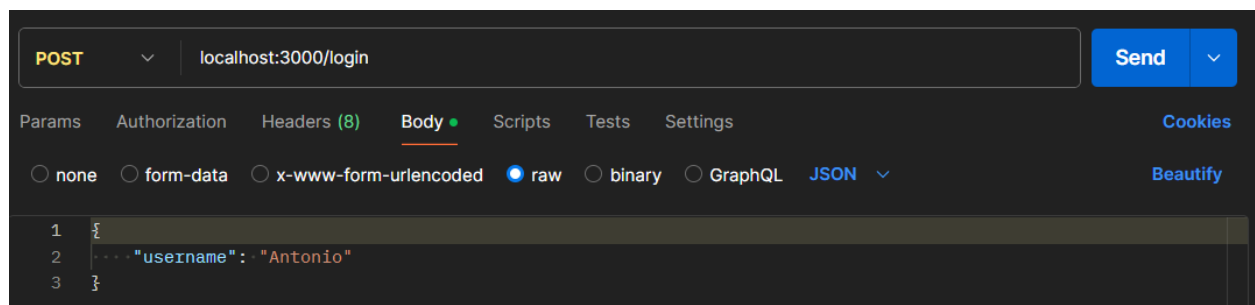 POST localhost:3000/login Send
Params Authorization Headers (8) Body Scripts Tests Settings Cookies
none form-data x-www-form-urlencoded raw binary GraphQL JSON Beautify
1 {
2 "username": "Antonio"
3 }